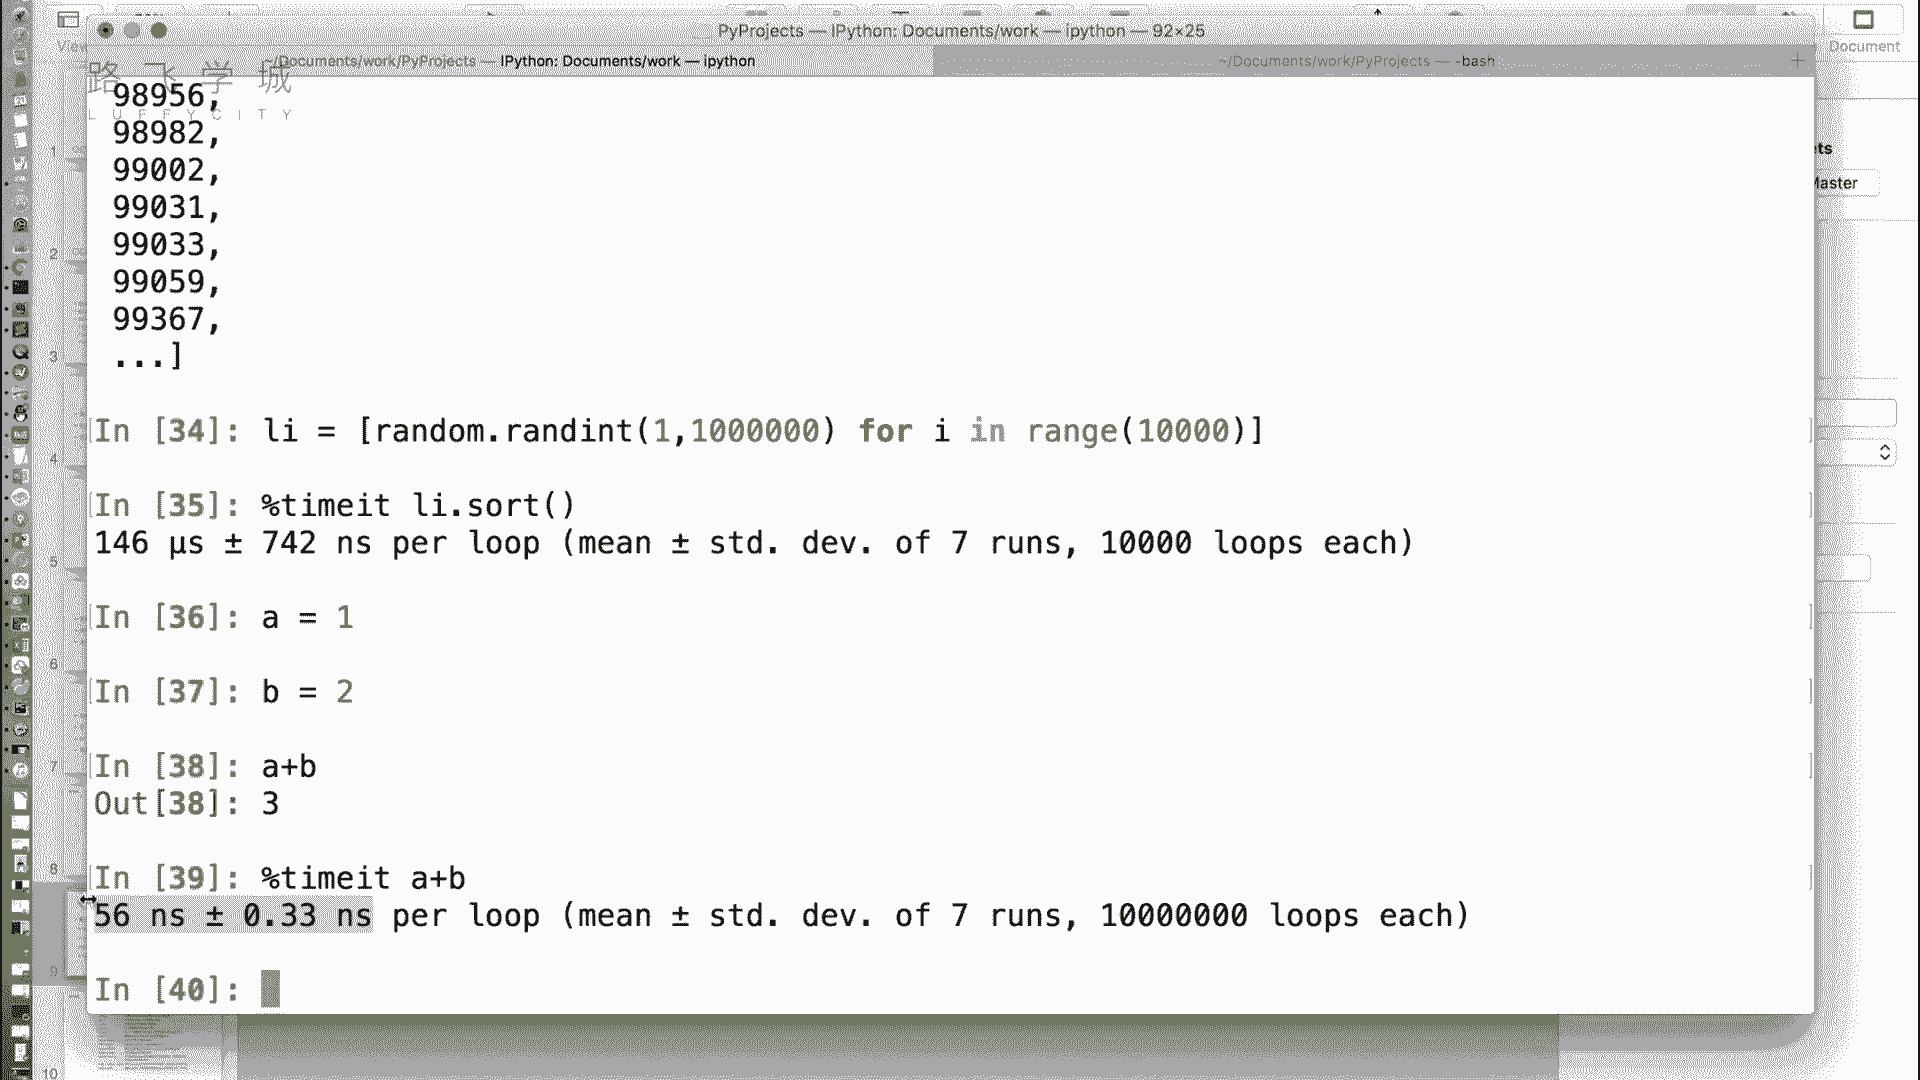 PyProjects — IPython: Documents/work — ipython — 92×25
View
Document
~/Documents/work/PyProjects — IPython: Documents/work — ipython
~/Documents/work/PyProjects — -bash
+
路飞学城
LUFFYCITY
98956,
98982,
99002,
99031,
99033,
99059,
99367,
...]
In [34]: li = [random.randint(1,1000000) for i in range(10000)]
In [35]: %timeit li.sort()
146 µs ± 742 ns per loop (mean ± std. dev. of 7 runs, 10000 loops each)
In [36]: a = 1
In [37]: b = 2
In [38]: a+b
Out[38]: 3
In [39]: %timeit a+b
56 ns ± 0.33 ns per loop (mean ± std. dev. of 7 runs, 10000000 loops each)
In [40]:
1
2
3
4
5
6
7
8
9
10
ets
Master